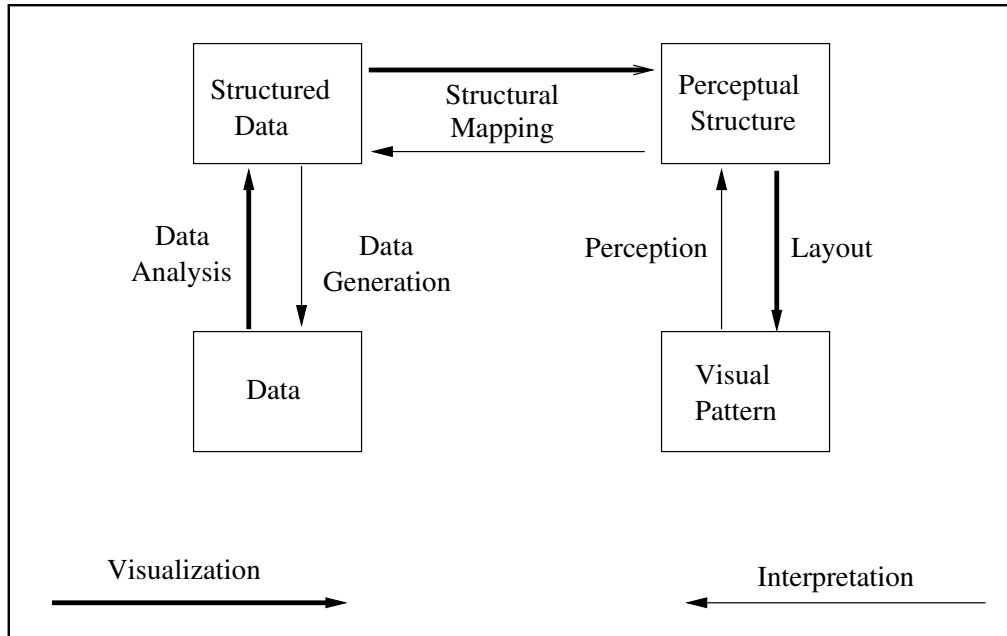 Structured
Data
Structural
Mapping
Perceptual
Structure
Data
Analysis
Data
Generation
Perception
Layout
Data
Visual
Pattern
Visualization
Interpretation